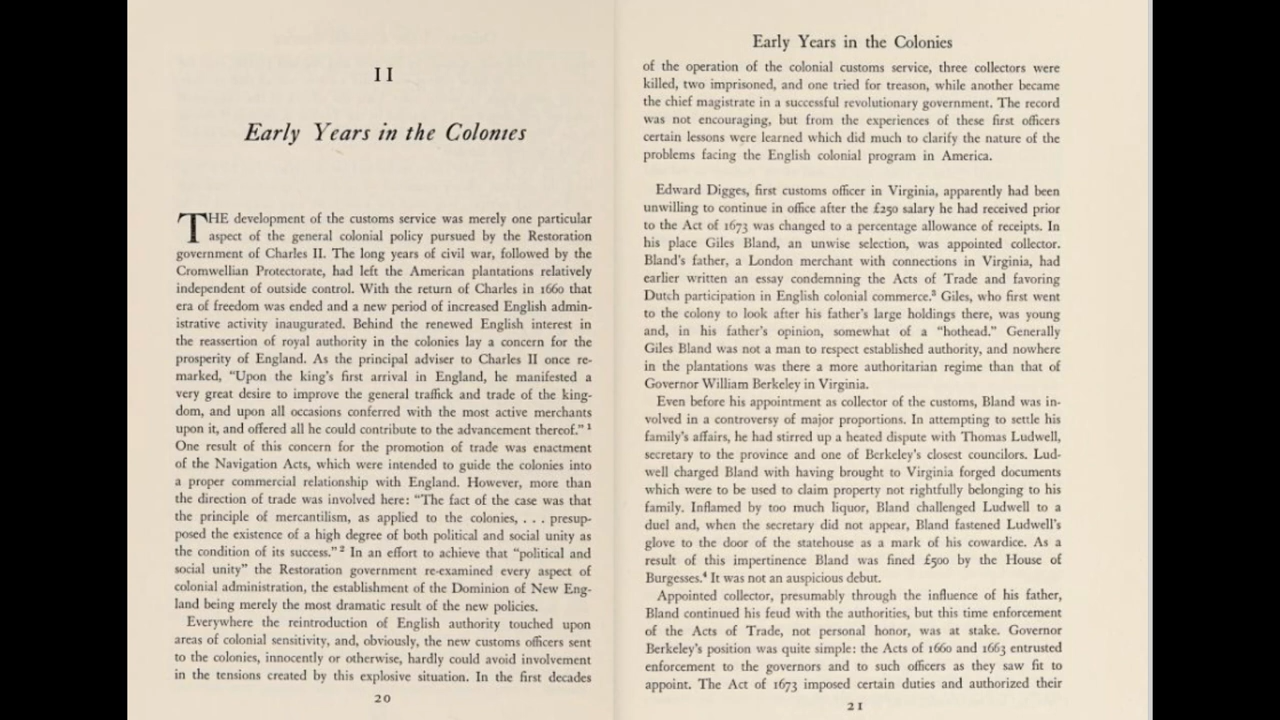 II
Early Years in the Colonies
THE development of the customs service was merely one particular
aspect of the general colonial policy pursued by the Restoration
government of Charles II. The long years of civil war, followed by the
Cromwellian Protectorate, had left the American plantations relatively
independent of outside control. With the return of Charles in 1660 that
era of freedom was ended and a new period of increased English admin-
istrative activity inaugurated. Behind the renewed English interest in
the reassertion of royal authority in the colonies lay a concern for the
prosperity of England. As the principal adviser to Charles II once re-
marked, “Upon the king’s first arrival in England, he manifested a
very great desire to improve the general traffick and trade of the king-
dom, and upon all occasions conferred with the most active merchants
upon it, and offered all he could contribute to the advancement thereof.” 1
One result of this concern for the promotion of trade was enactment
of the Navigation Acts, which were intended to guide the colonies into
a proper commercial relationship with England. However, more than
the direction of trade was involved here: “The fact of the case was that
the principle of mercantilism, as applied to the colonies, . . . presup-
posed the existence of a high degree of both political and social unity as
the condition of its success.” 2 In an effort to achieve that “political and
social unity” the Restoration government re-examined every aspect of
colonial administration, the establishment of the Dominion of New Eng-
land being merely the most dramatic result of the new policies.
Everywhere the reintroduction of English authority touched upon
areas of colonial sensitivity, and, obviously, the new customs officers sent
to the colonies, innocently or otherwise, hardly could avoid involvement
in the tensions created by this explosive situation. In the first decades
20
Early Years in the Colonies
of the operation of the colonial customs service, three collectors were
killed, two imprisoned, and one tried for treason, while another became
the chief magistrate in a successful revolutionary government. The record
was not encouraging, but from the experiences of these first officers
certain lessons were learned which did much to clarify the nature of the
problems facing the English colonial program in America.
Edward Digges, first customs officer in Virginia, apparently had been
unwilling to continue in office after the £250 salary he had received prior
to the Act of 1673 was changed to a percentage allowance of receipts. In
his place Giles Bland, an unwise selection, was appointed collector.
Bland’s father, a London merchant with connections in Virginia, had
earlier written an essay condemning the Acts of Trade and favoring
Dutch participation in English colonial commerce.3 Giles, who first went
to the colony to look after his father’s large holdings there, was young
and, in his father’s opinion, somewhat of a “hothead.” Generally
Giles Bland was not a man to respect established authority, and nowhere
in the plantations was there a more authoritarian regime than that of
Governor William Berkeley in Virginia.
Even before his appointment as collector of the customs, Bland was in-
volved in a controversy of major proportions. In attempting to settle his
family’s affairs, he had stirred up a heated dispute with Thomas Ludwell,
secretary to the province and one of Berkeley’s closest councilors. Lud-
well charged Bland with having brought to Virginia forged documents
which were to be used to claim property not rightfully belonging to his
family. Inflamed by too much liquor, Bland challenged Ludwell to a
duel and, when the secretary did not appear, Bland fastened Ludwell’s
glove to the door of the statehouse as a mark of his cowardice. As a
result of this impertinence Bland was fined £500 by the House of
Burgesses.4 It was not an auspicious debut.
Appointed collector, presumably through the influence of his father,
Bland continued his feud with the authorities, but this time enforcement
of the Acts of Trade, not personal honor, was at stake. Governor
Berkeley’s position was quite simple: the Acts of 1660 and 1663 entrusted
enforcement to the governors and to such officers as they saw fit to
appoint. The Act of 1673 imposed certain duties and authorized their
21